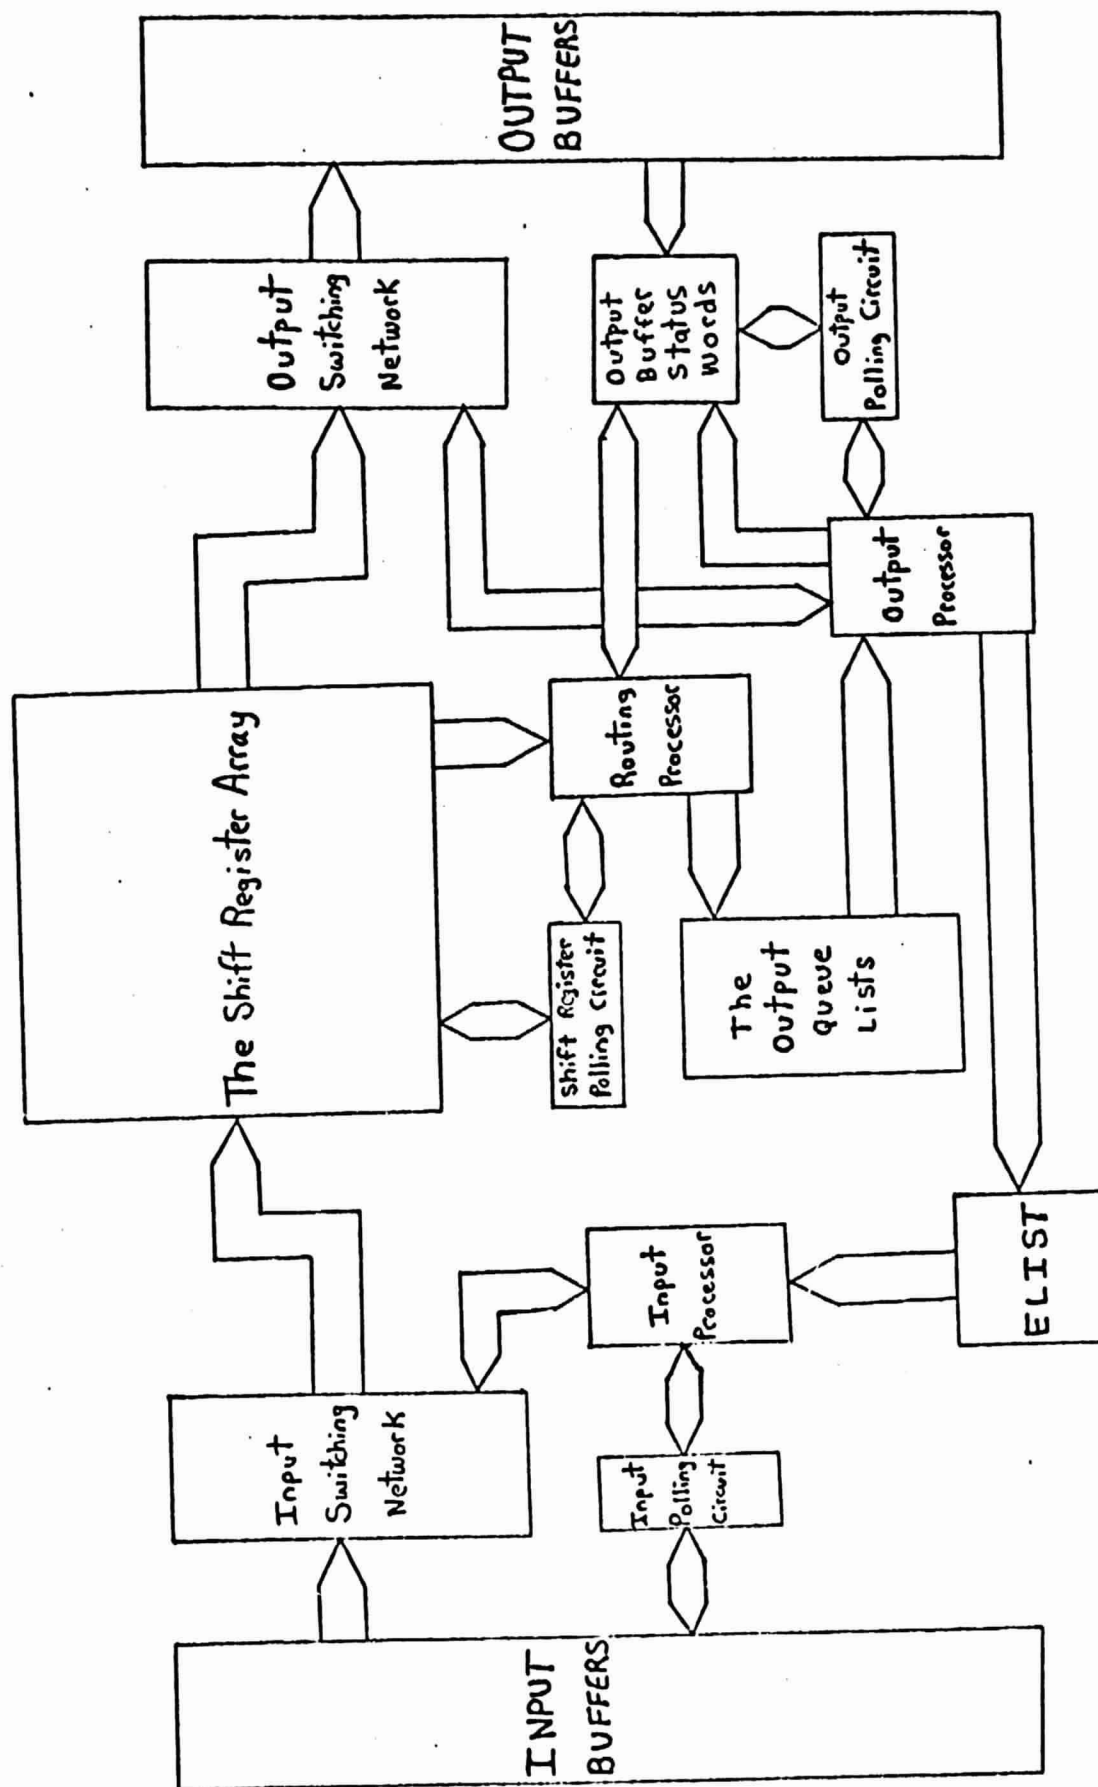 INPUT
BUFFERS
Input
Switching
Network
Input
Polling
Circuit
Input
Processor
ELIST
The Shift Register Array
Shift Register
Polling Circuit
Routing
Processor
The
Output
Queue
Lists
Output
Processor
Output
Switching
Network
Output
Buffer
Status
Words
Output
Polling Circuit
OUTPUT
BUFFERS